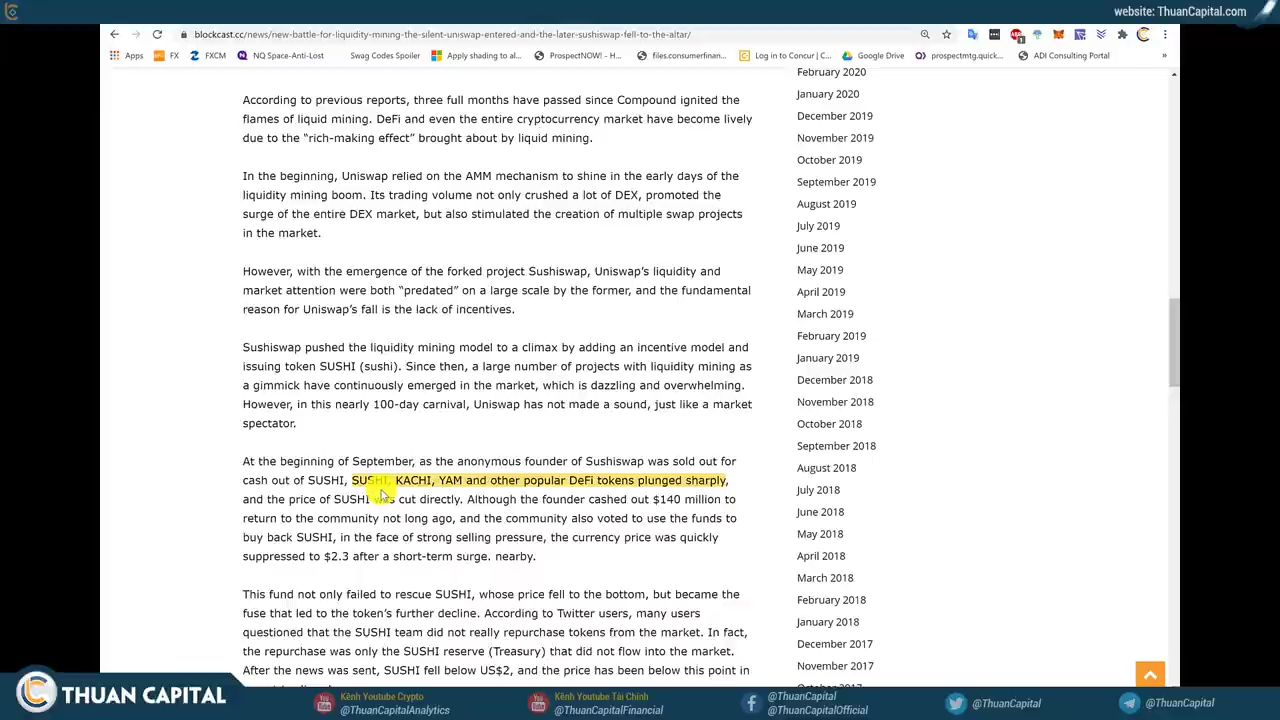 website: ThuanCapital.com
blockcast.cc/news/new-battle-for-liquidity-mining-the-silent-uniswap-entered-and-the-later-sushiswap-fell-to-the-altar/
Apps
FX
FXCM
NQ Space-Anti-Lost
Swag Codes Spoiler
Apply shading to al...
ProspectNOW! – H...
files.consumerfinan...
Log in to Concur | C...
Google Drive
prospectmtg.quick...
ADI Consulting Portal
»
According to previous reports, three full months have passed since Compound ignited the
flames of liquid mining. DeFi and even the entire cryptocurrency market have become lively
due to the “rich-making effect” brought about by liquid mining.
In the beginning, Uniswap relied on the AMM mechanism to shine in the early days of the
liquidity mining boom. Its trading volume not only crushed a lot of DEX, promoted the
surge of the entire DEX market, but also stimulated the creation of multiple swap projects
in the market.
However, with the emergence of the forked project Sushiswap, Uniswap’s liquidity and
market attention were both “predated” on a large scale by the former, and the fundamental
reason for Uniswap’s fall is the lack of incentives.
Sushiswap pushed the liquidity mining model to a climax by adding an incentive model and
issuing token SUSHI (sushi). Since then, a large number of projects with liquidity mining as
a gimmick have continuously emerged in the market, which is dazzling and overwhelming.
However, in this nearly 100-day carnival, Uniswap has not made a sound, just like a market
spectator.
At the beginning of September, as the anonymous founder of Sushiswap was sold out for
cash out of SUSHI, SUSHI, KACHI, YAM and other popular DeFi tokens plunged sharply,
and the price of SUSHI was cut directly. Although the founder cashed out $140 million to
return to the community not long ago, and the community also voted to use the funds to
buy back SUSHI, in the face of strong selling pressure, the currency price was quickly
suppressed to $2.3 after a short-term surge. nearby.
This fund not only failed to rescue SUSHI, whose price fell to the bottom, but became the
fuse that led to the token’s further decline. According to Twitter users, many users
questioned that the SUSHI team did not really repurchase tokens from the market. In fact,
the repurchase was only the SUSHI reserve (Treasury) that did not flow into the market.
After the news was sent, SUSHI fell below US$2, and the price has been below this point in
February 2020
January 2020
December 2019
November 2019
October 2019
September 2019
August 2019
July 2019
June 2019
May 2019
April 2019
March 2019
February 2019
January 2019
December 2018
November 2018
October 2018
September 2018
August 2018
July 2018
June 2018
May 2018
April 2018
March 2018
February 2018
January 2018
December 2017
November 2017
October 2017
THUAN CAPITAL
Kênh Youtube Crypto
@ThuanCapitalAnalytics
Kênh Youtube Tài Chính
@ThuanCapitalFinancial
@ThuanCapital
@ThuanCapitalOfficial
@ThuanCapital
@ThuanCapital